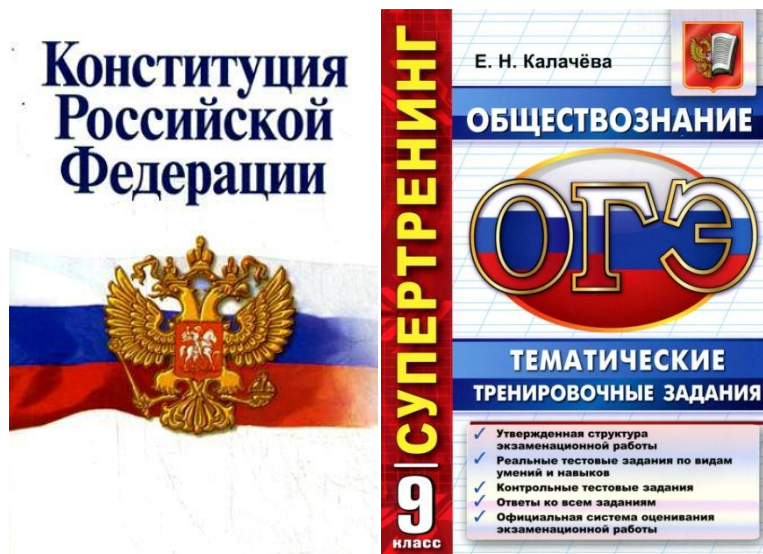 Конституция
Российской
Федерации
СУПЕРТРЕНИНГ
9
класс
Е. Н. Калачёва
ОБЩЕСТВОЗНАНИЕ
ОГЭ
ТЕМАТИЧЕСКИЕ
ТРЕНИРОВОЧНЫЕ ЗАДАНИЯ
Утвержденная структура
экзаменационной работы
Реальные тестовые задания по видам
умений и навыков
Контрольные тестовые задания
Ответы ко всем заданиям
Официальная система оценивания
экзаменационной работы